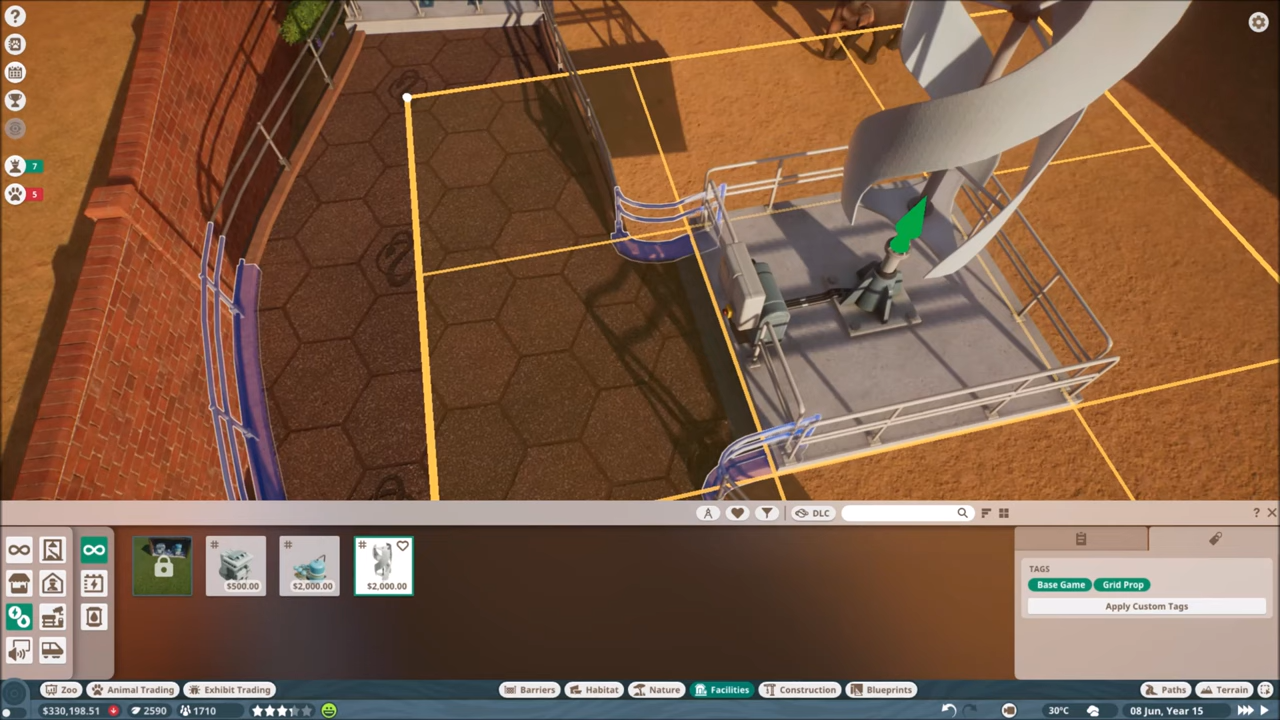 ?
7
5
DLC
?
$500.00
$2,000.00
$2,000.00
TAGS
Base Game Grid Prop
Apply Custom Tags
Zoo Animal Trading Exhibit Trading Barriers Habitat Nature Facilities Construction Blueprints Paths Terrain
$330,198.51 2590 1710 30°C 08 Jun, Year 15